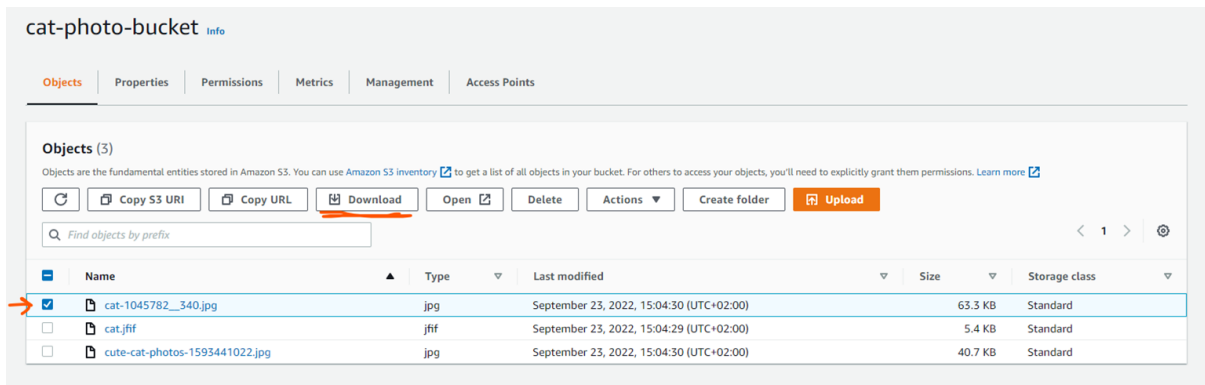 cat-photo-bucket Info
Objects Properties Permissions Metrics Management Access Points
Objects (3)
Objects are the fundamental entities stored in Amazon S3. You can use Amazon S3 inventory to get a list of all objects in your bucket. For others to access your objects, you'll need to explicitly grant them permissions. Learn more
Copy S3 URI Copy URL Download Open Delete Actions Create folder Upload
Find objects by prefix 1
Name Type Last modified Size Storage class
cat-1045782__340.jpg jpg September 23, 2022, 15:04:30 (UTC+02:00) 63.3 KB Standard
cat.jfif jfif September 23, 2022, 15:04:29 (UTC+02:00) 5.4 KB Standard
cute-cat-photos-1593441022.jpg jpg September 23, 2022, 15:04:30 (UTC+02:00) 40.7 KB Standard